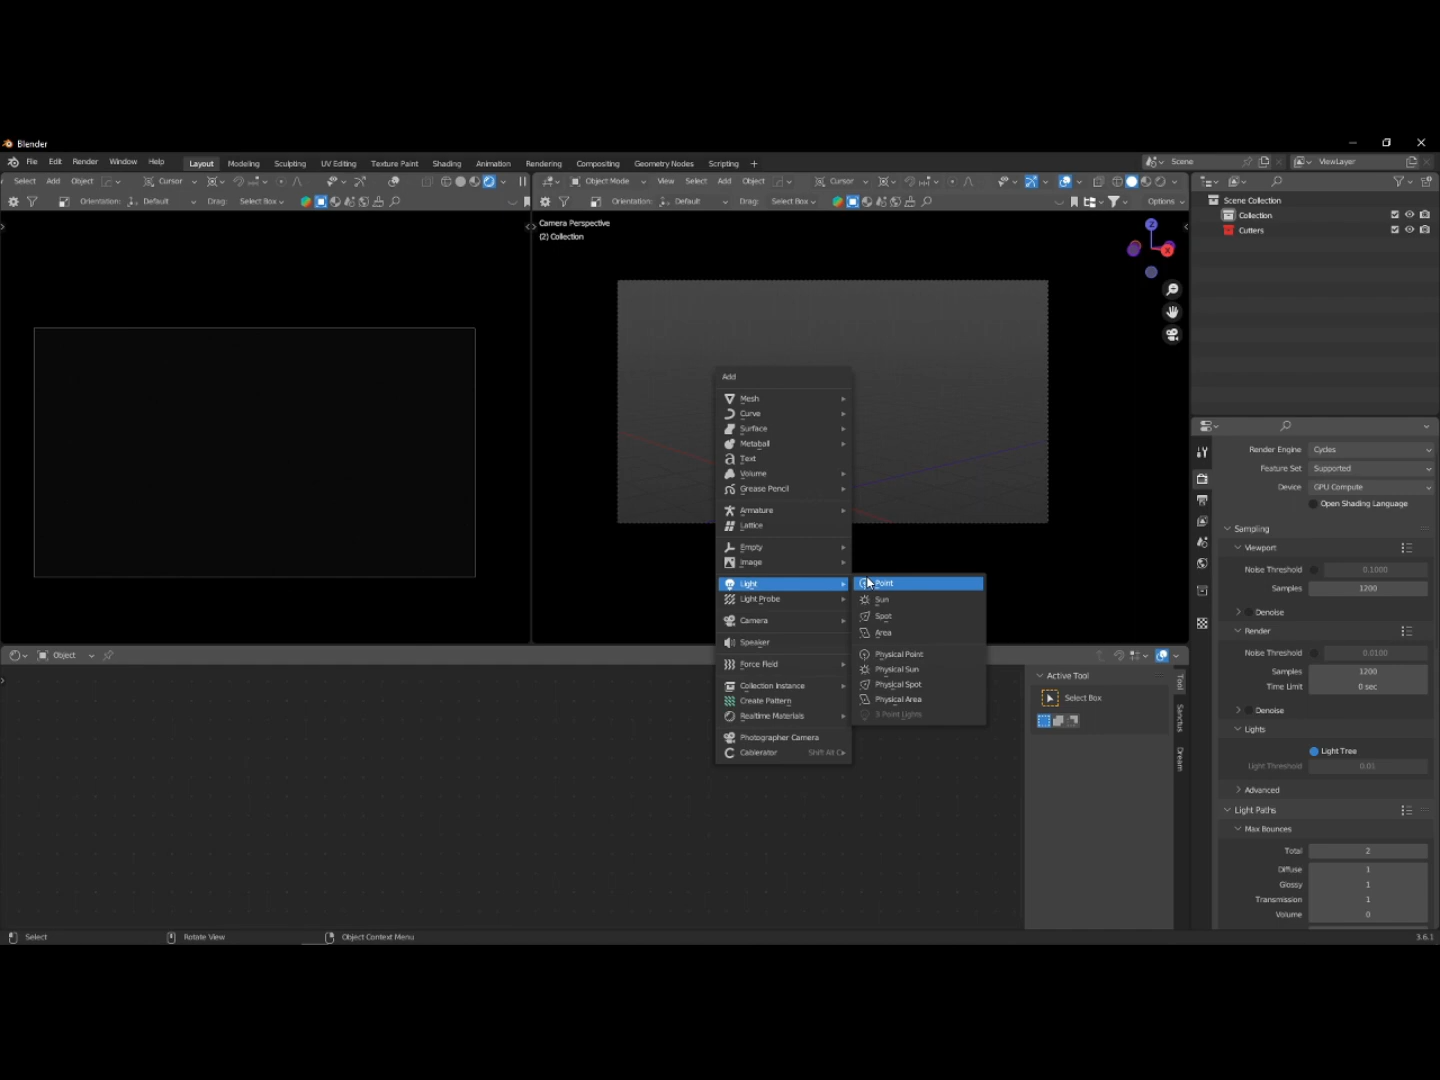 Blender
File Edit Render Window Help Layout Modeling Sculpting UV Editing Texture Paint Shading Animation Rendering Compositing Geometry Nodes Scripting + Scene ViewLayer
Select Add Object Cursor Object Mode View Select Add Object Cursor
Orientation: Default Drag: Select Box Orientation: Default Drag: Select Box Options
Camera Perspective
(2) Collection
Z
X
Scene Collection
Collection
Cutters
Add
Mesh
Curve
Surface
Metaball
Text
Volume
Grease Pencil
Armature
Lattice
Empty
Image
Light
Light Probe
Camera
Speaker
Force Field
Collection Instance
Create Pattern
Realtime Materials
Photographer Camera
Cablerator Shift Alt C
Point
Sun
Spot
Area
Physical Point
Physical Sun
Physical Spot
Physical Area
3 Point Lights
Render Engine Cycles
Feature Set Supported
Device GPU Compute
Open Shading Language
Sampling
Viewport
Noise Threshold 0.1000
Samples 1200
Denoise
Render
Noise Threshold 0.0100
Samples 1200
Time Limit 0 sec
Denoise
Lights
Light Tree
Light Threshold 0.01
Advanced
Light Paths
Max Bounces
Total 2
Diffuse 1
Glossy 1
Transmission 1
Volume 0
Object
Active Tool
Select Box
Tool
Sanctus
Dream
Select Rotate View Object Context Menu 3.6.1